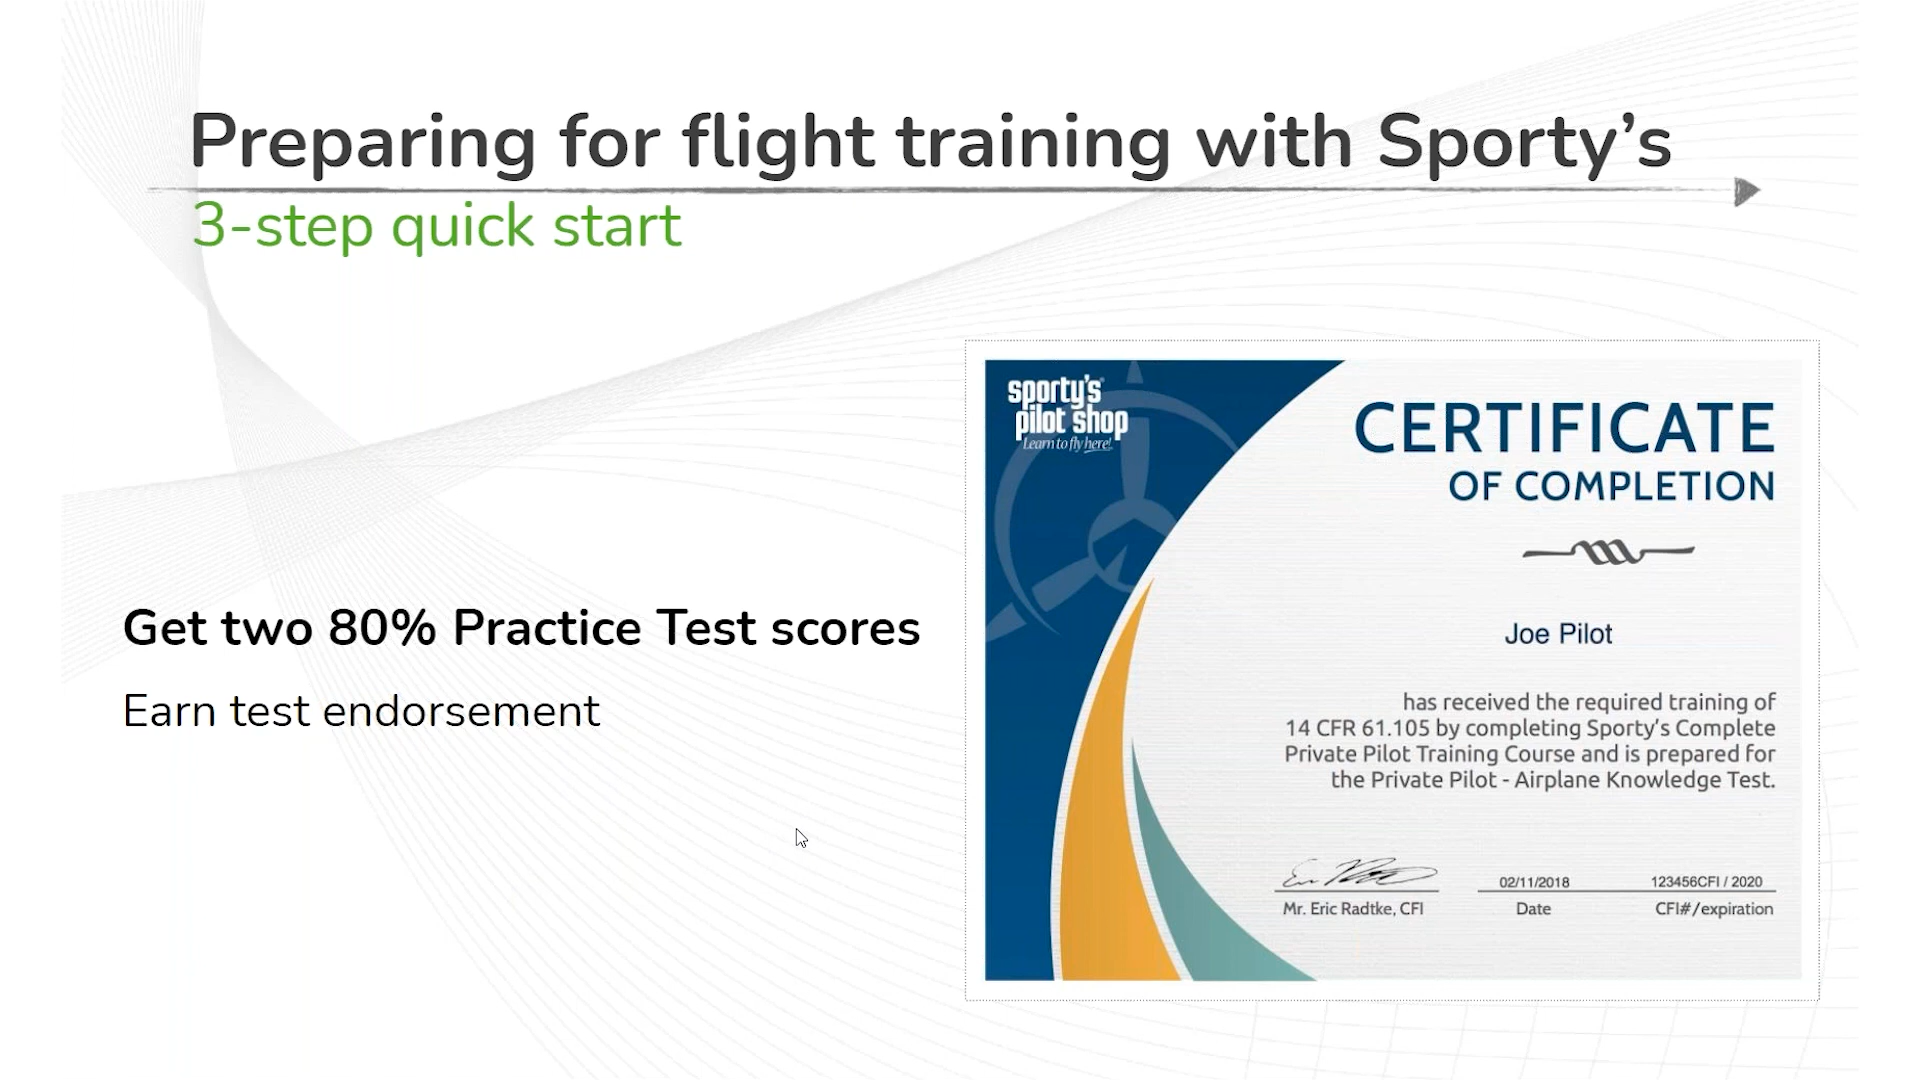 Preparing for flight training with Sporty’s
3-step quick start
Get two 80% Practice Test scores
Earn test endorsement
sporty's
pilot shop
Learn to fly here!
CERTIFICATE
OF COMPLETION
Joe Pilot
has received the required training of
14 CFR 61.105 by completing Sporty’s Complete
Private Pilot Training Course and is prepared for
the Private Pilot - Airplane Knowledge Test.
02/11/2018
123456CFI / 2020
Mr. Eric Radtke, CFI
Date
CFI#/expiration